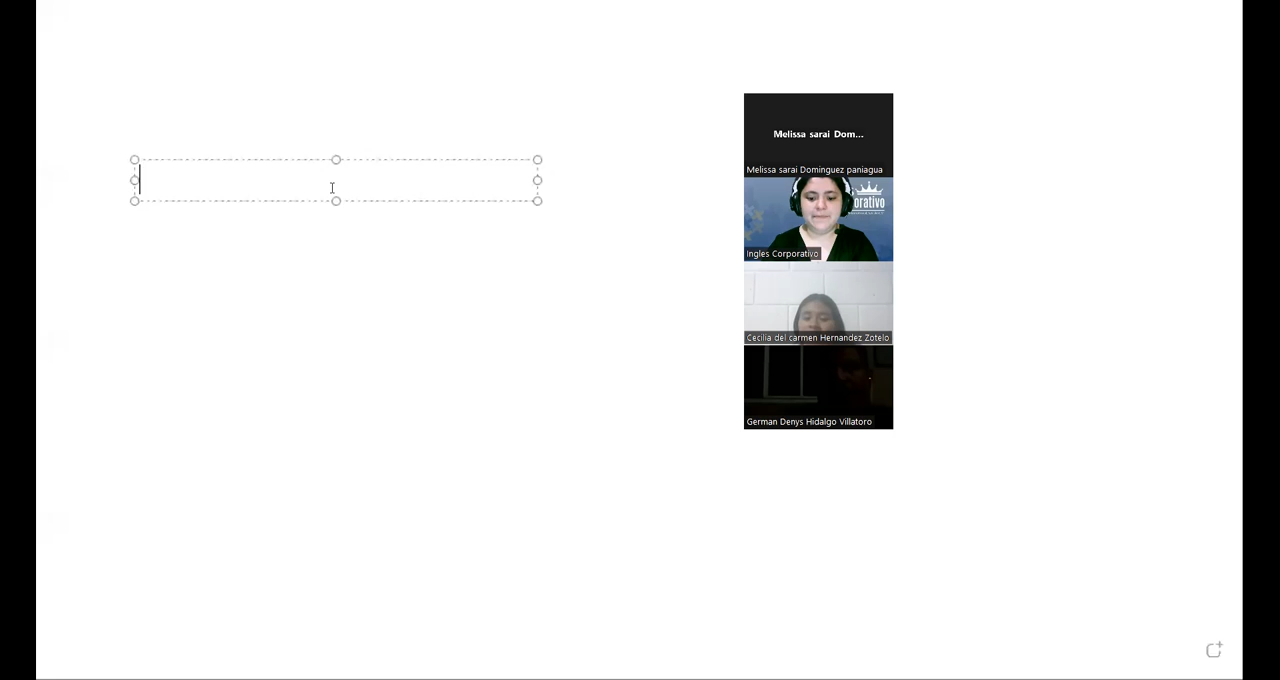 Melissa sarai Dom...
Melissa sarai Dominguez paniagua
orativo
Ingles Corporativo
Cecilia del carmen Hernandez Zotelo
German Denys Hidalgo Villatoro